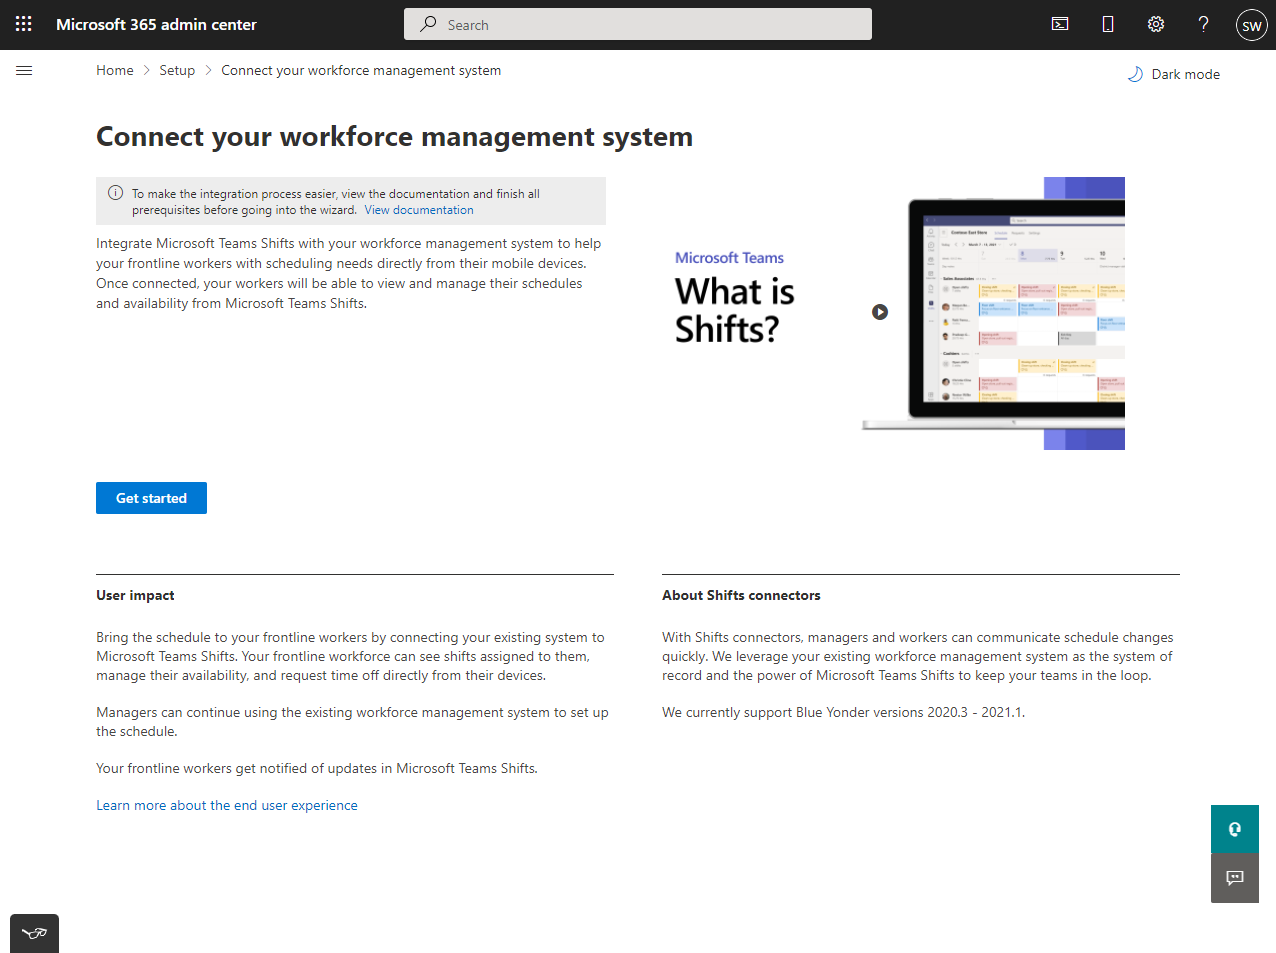 Microsoft 365 admin center
Search
SW
Home
Setup
Connect your workforce management system
Dark mode
Connect your workforce management system
To make the integration process easier, view the documentation and finish all
prerequisites before going into the wizard. View documentation
Integrate Microsoft Teams Shifts with your workforce management system to help
your frontline workers with scheduling needs directly from their mobile devices.
Once connected, your workers will be able to view and manage their schedules
and availability from Microsoft Teams Shifts.
Microsoft Teams
What is
Shifts?
Get started
User impact
Bring the schedule to your frontline workers by connecting your existing system to
Microsoft Teams Shifts. Your frontline workforce can see shifts assigned to them,
manage their availability, and request time off directly from their devices.
Managers can continue using the existing workforce management system to set up
the schedule.
Your frontline workers get notified of updates in Microsoft Teams Shifts.
Learn more about the end user experience
About Shifts connectors
With Shifts connectors, managers and workers can communicate schedule changes
quickly. We leverage your existing workforce management system as the system of
record and the power of Microsoft Teams Shifts to keep your teams in the loop.
We currently support Blue Yonder versions 2020.3 - 2021.1.